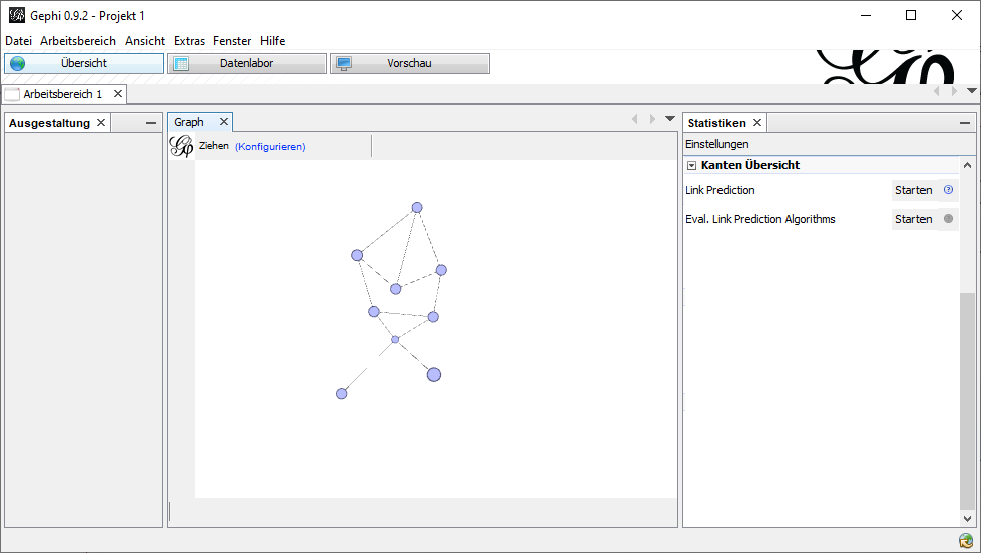 Gephi 0.9.2 - Projekt 1
Datei Arbeitsbereich Ansicht Extras Fenster Hilfe
Übersicht Datenlabor Vorschau
Arbeitsbereich 1
Ausgestaltung
Graph
Statistiken
Ziehen (Konfigurieren)
Einstellungen
Kanten Übersicht
Link Prediction Starten
Eval. Link Prediction Algorithms Starten